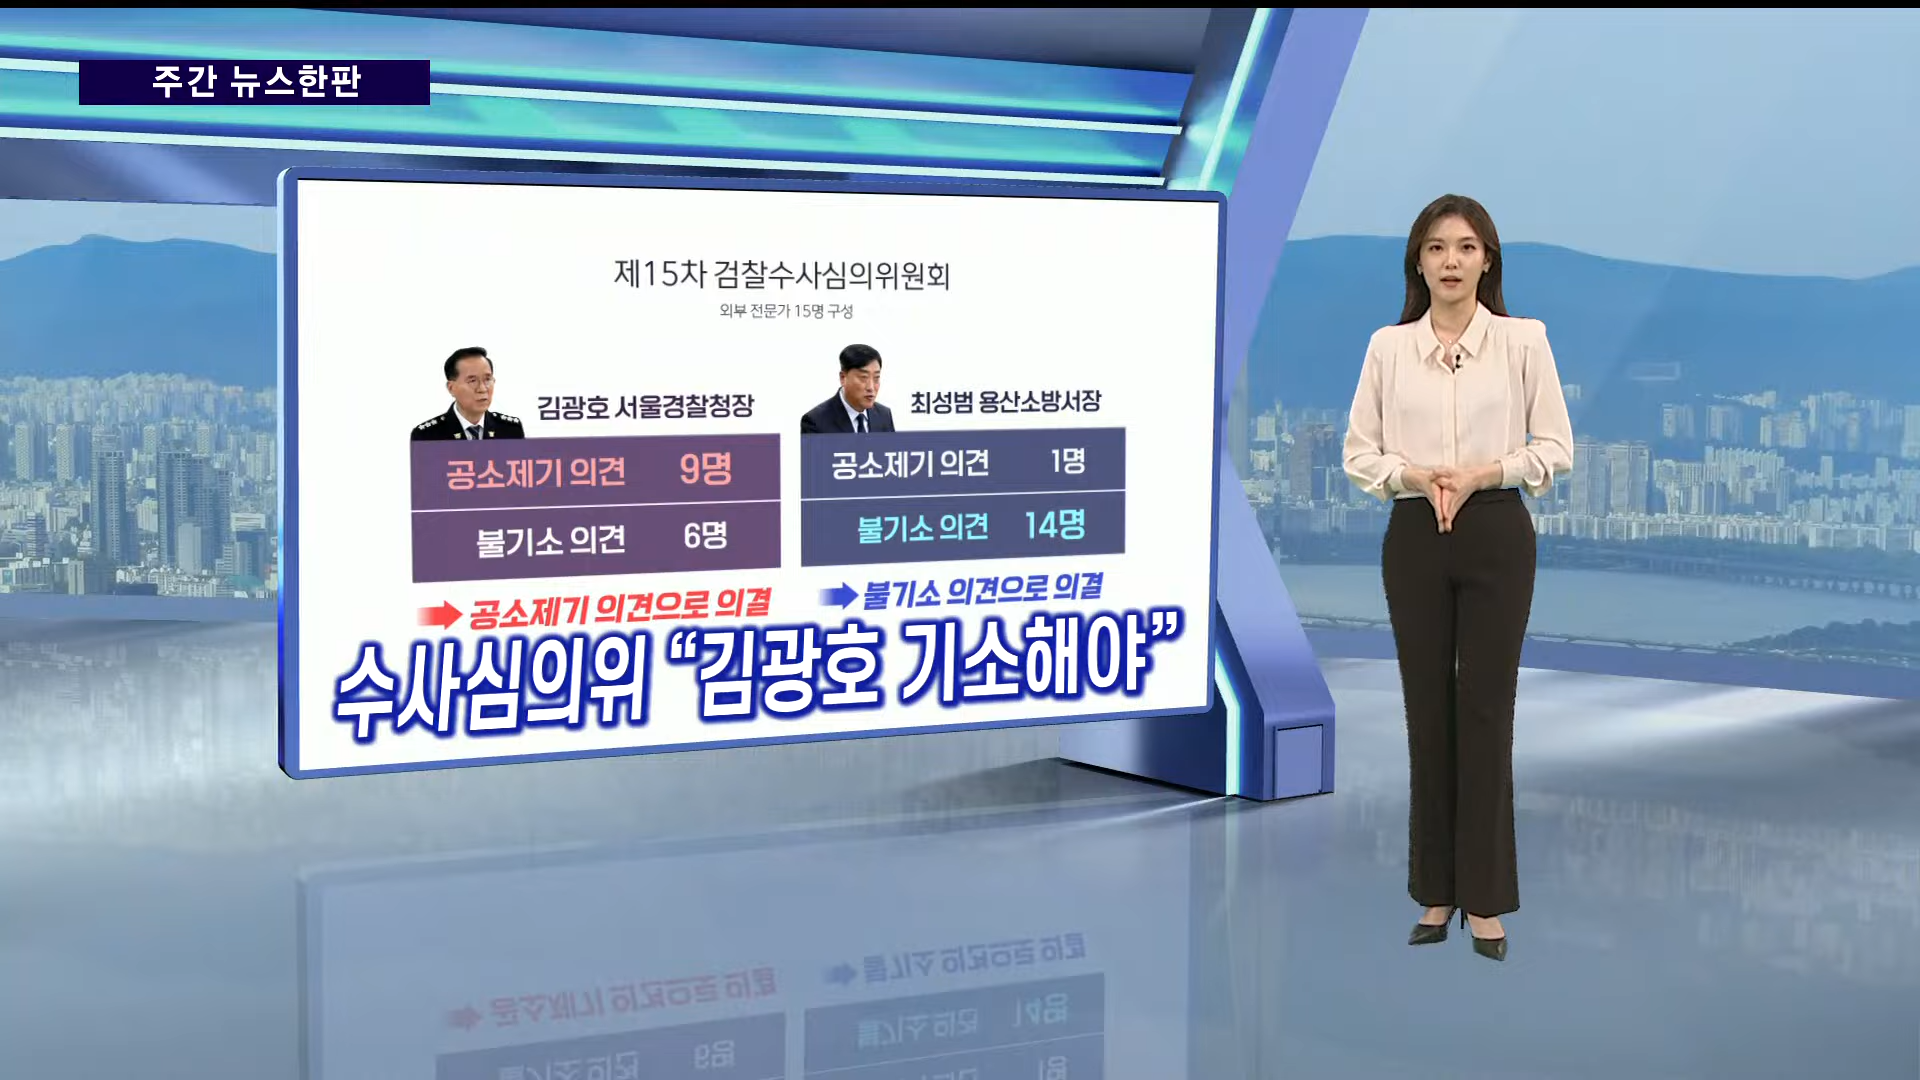 주간 뉴스한판
제15차 검찰수사심의위원회
외부 전문가 15명 구성
김광호 서울경찰청장
공소제기 의견 9명
불기소 의견 6명
➡ 공소제기 의견으로 의결
최성범 용산소방서장
공소제기 의견 1명
불기소 의견 14명
➡ 불기소 의견으로 의결
수사심의위 “김광호 기소해야”